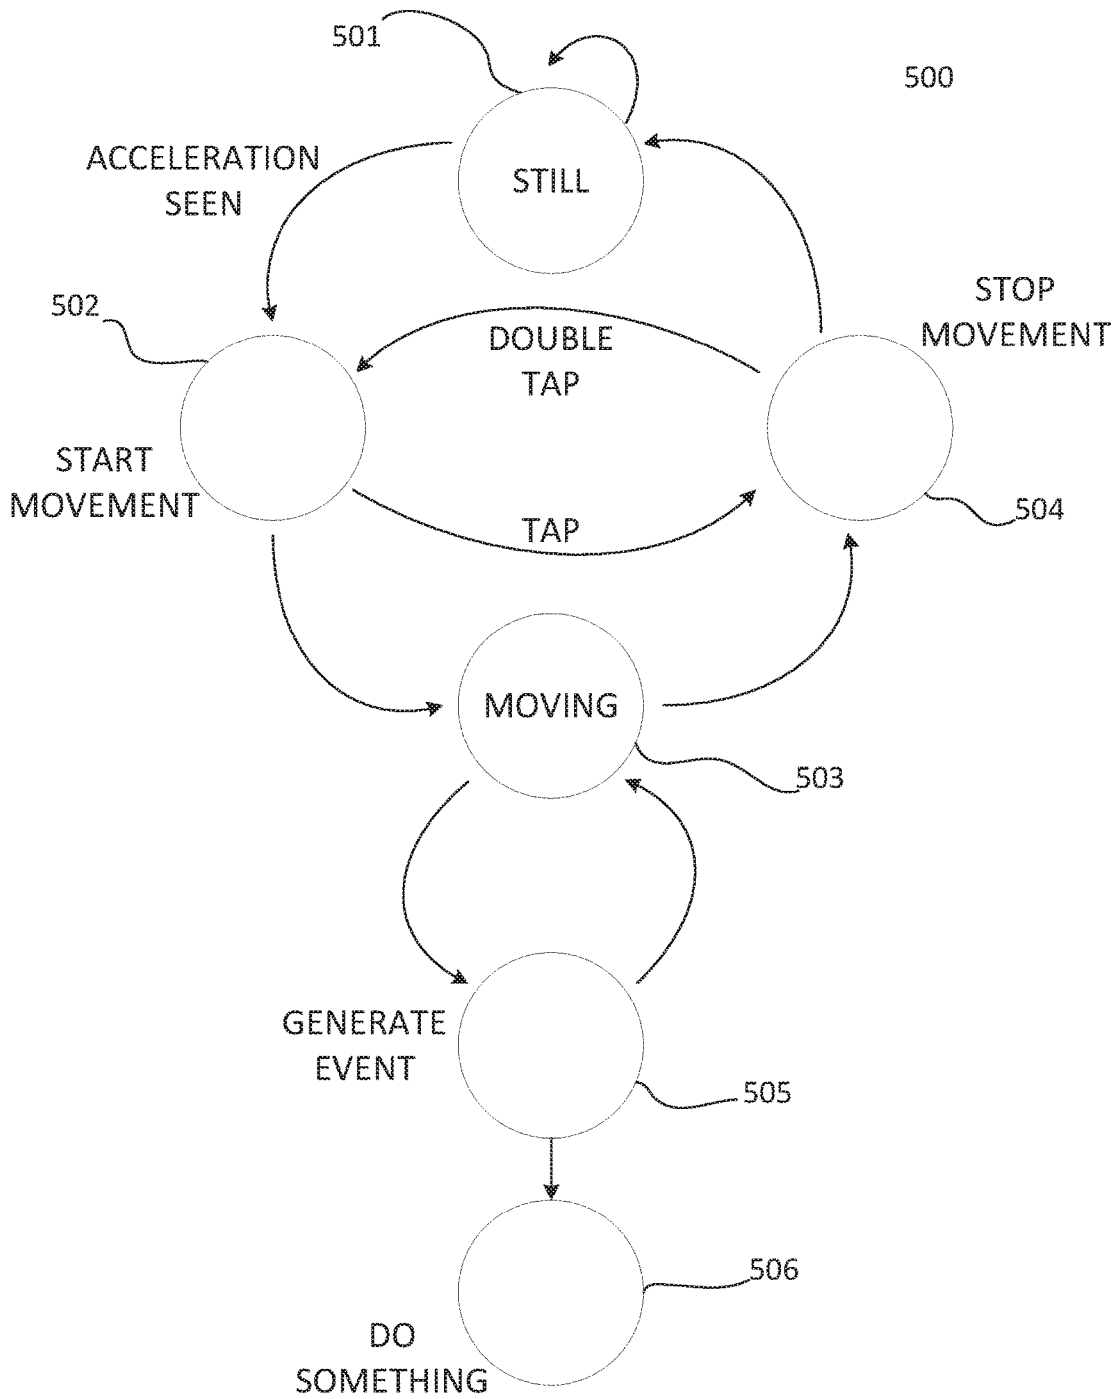 501
500
ACCELERATION
SEEN
STILL
502
STOP
MOVEMENT
DOUBLE
TAP
START
MOVEMENT
TAP
504
MOVING
503
GENERATE
EVENT
505
506
DO
SOMETHING